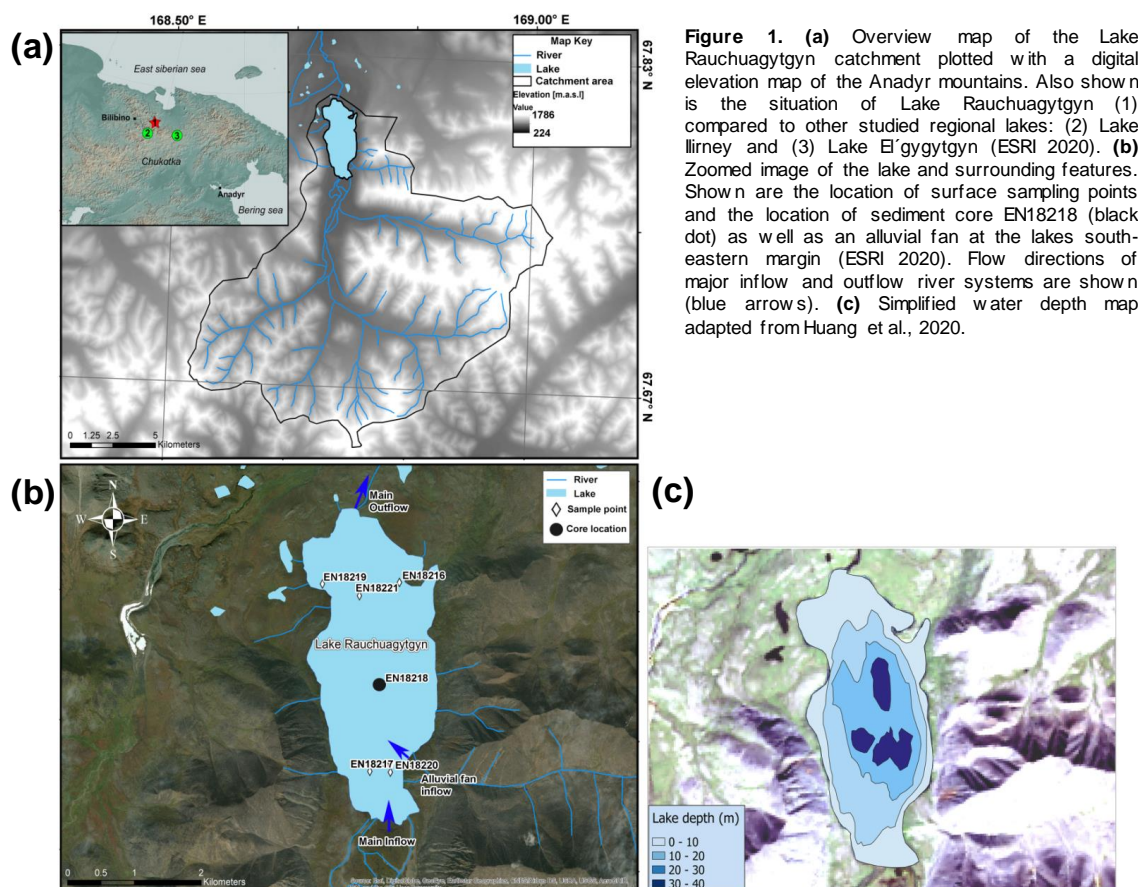 (a)
168.50° E
169.00° E
67.83° N
67.67° N
East siberian sea
Bilibino
1
2
3
Chukotka
Anadyr
Bering sea
Map Key
River
Lake
Catchment area
Elevation [m.a.s.l]
Value
1786
224
0 1.25 2.5 5
Kilometers
Figure 1. (a) Overview map of the Lake
Rauchuagytgyn catchment plotted with a digital
elevation map of the Anadyr mountains. Also shown
is the situation of Lake Rauchuagytgyn (1)
compared to other studied regional lakes: (2) Lake
Ilirney and (3) Lake El´gygytgyn (ESRI 2020). (b)
Zoomed image of the lake and surrounding features.
Shown are the location of surface sampling points
and the location of sediment core EN18218 (black
dot) as well as an alluvial fan at the lakes south-
eastern margin (ESRI 2020). Flow directions of
major inflow and outflow river systems are shown
(blue arrows). (c) Simplified water depth map
adapted from Huang et al., 2020.
(b)
N
W E
S
Main
Outflow
River
Lake
Sample point
Core location
EN18219
EN18216
EN18221
Lake Rauchuagytgyn
EN18218
EN18217
EN18220
Alluvial fan
inflow
Main Inflow
0 0.5 1 2
Kilometers
(c)
Lake depth (m)
0 - 10
10 - 20
20 - 30
30 - 40